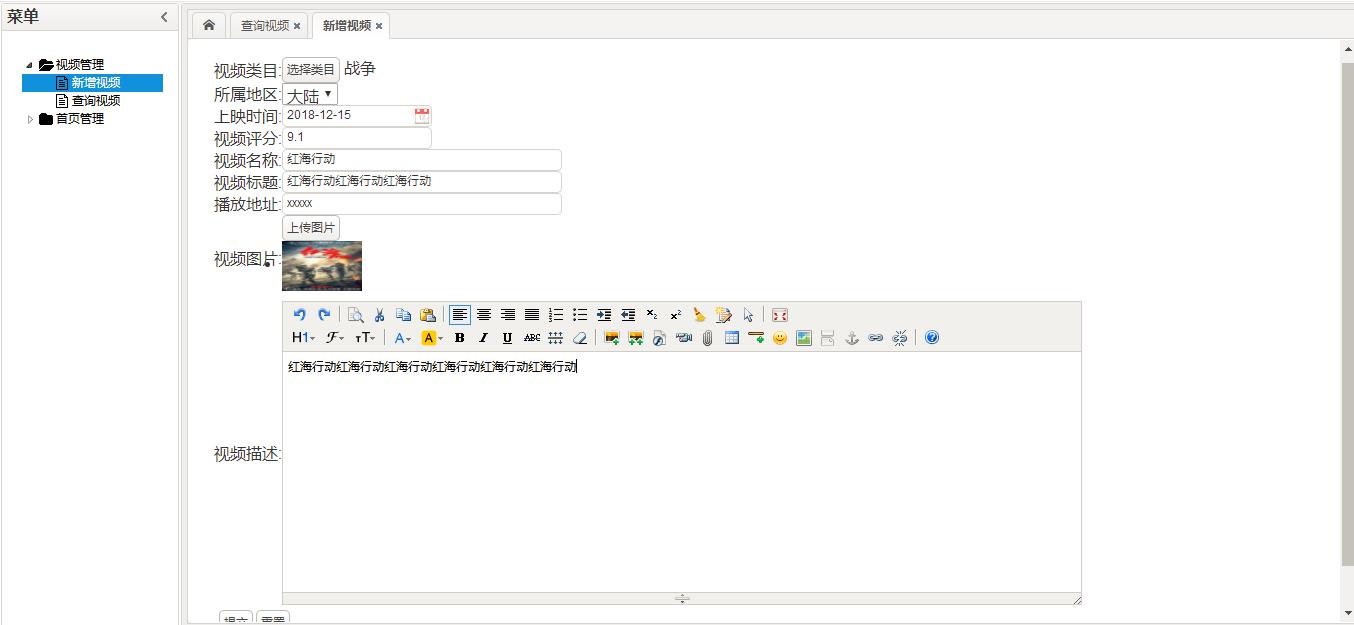 菜单
视频管理
新增视频
查询视频
首页管理
查询视频 新增视频
视频类目: 选择类目 战争
所属地区: 大陆
上映时间: 2018-12-15
视频评分: 9.1
视频名称: 红海行动
视频标题: 红海行动红海行动红海行动
播放地址: xxxxx
上传图片
视频图片:
H1 F TT A A B I U ABC
视频描述: 红海行动红海行动红海行动红海行动红海行动红海行动
提交 重置